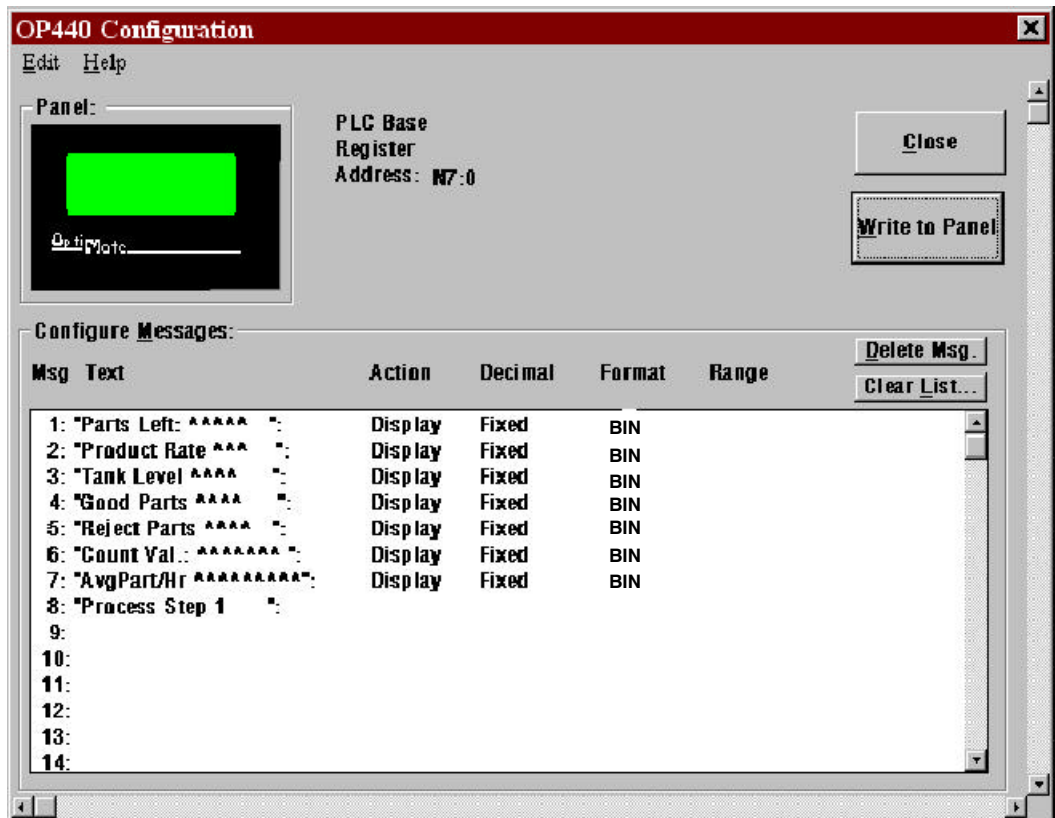 OP440 Configuration
Edit Help
Panel:
OptiMate
PLC Base
Register
Address: N7:0
Close
Write to Panel
Configure Messages:
Delete Msg.
Clear List...
Msg Text Action Decimal Format Range
1: "Parts Left: ^^^^^ ": Display Fixed BIN
2: "Product Rate ^^^ ": Display Fixed BIN
3: "Tank Level ^^^^ ": Display Fixed BIN
4: "Good Parts ^^^^ ": Display Fixed BIN
5: "Reject Parts ^^^^ ": Display Fixed BIN
6: "Count Val.: ^^^^^^^ ": Display Fixed BIN
7: "AvgPart/Hr ^^^^^^^^^": Display Fixed BIN
8: "Process Step 1 ":
9:
10:
11:
12:
13:
14: